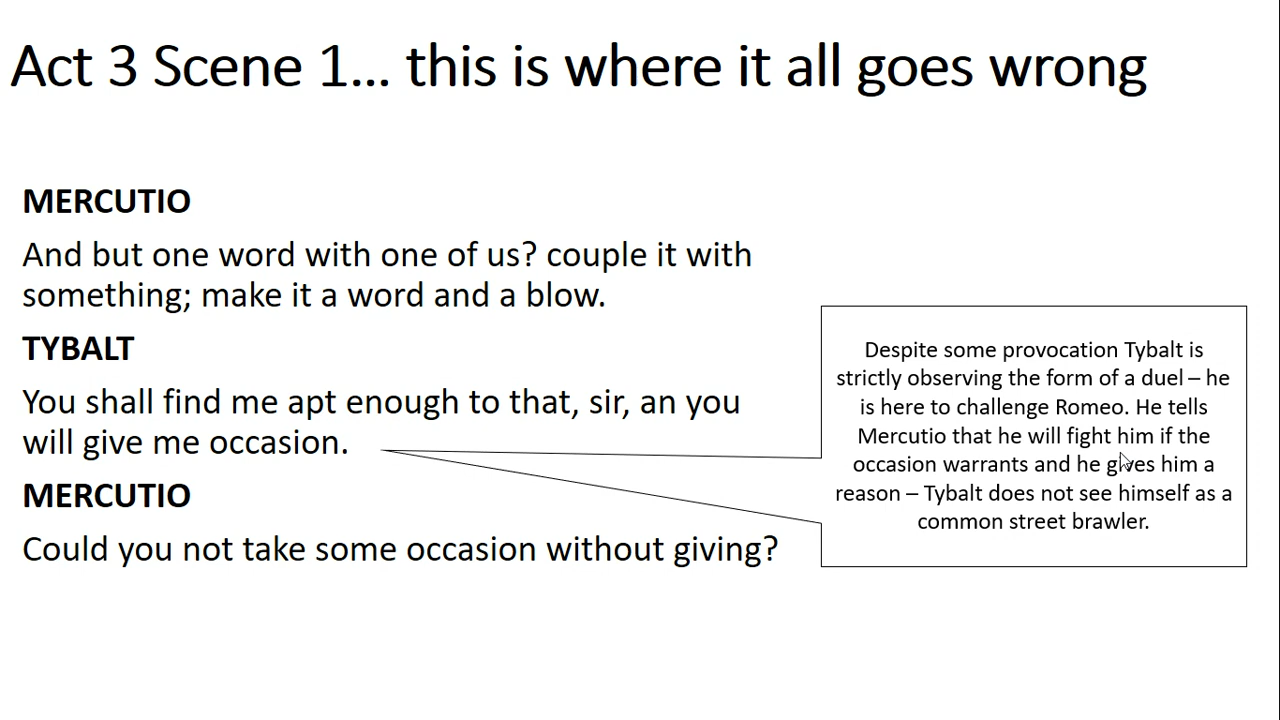 Act 3 Scene 1... this is where it all goes wrong
MERCUTIO
And but one word with one of us? couple it with
something; make it a word and a blow.
TYBALT
You shall find me apt enough to that, sir, an you
will give me occasion.
MERCUTIO
Could you not take some occasion without giving?
Despite some provocation Tybalt is
strictly observing the form of a duel – he
is here to challenge Romeo. He tells
Mercutio that he will fight him if the
occasion warrants and he gives him a
reason – Tybalt does not see himself as a
common street brawler.